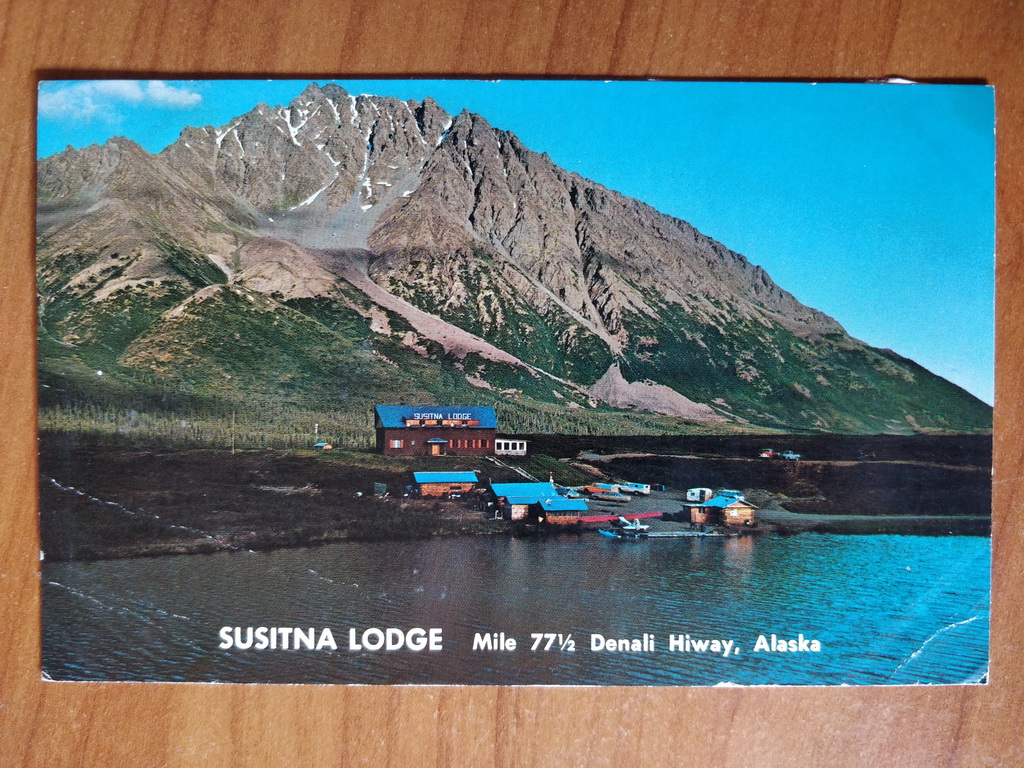 SUSITNA LODGE
SUSITNA LODGE Mile 77½ Denali Hiway, Alaska